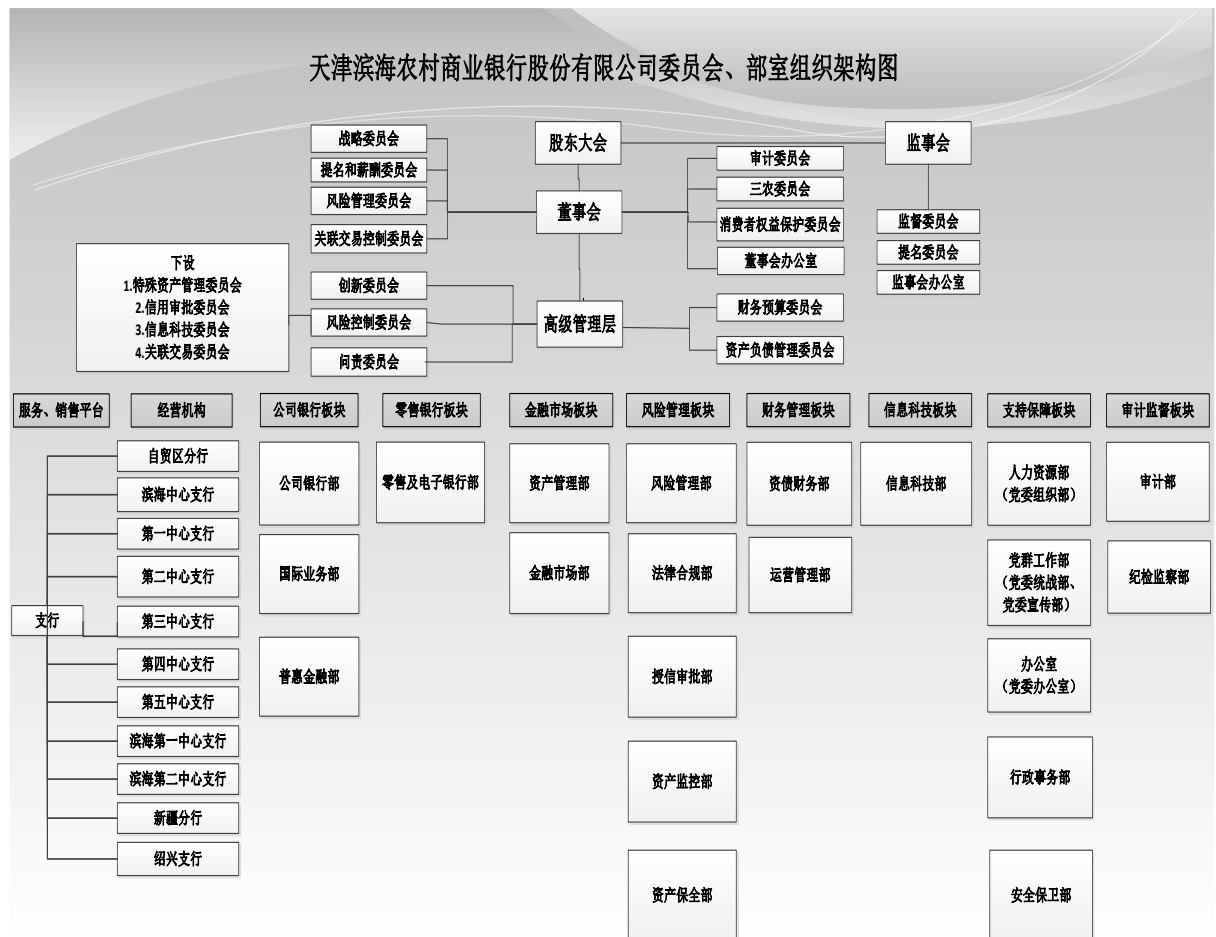 天津滨海农村商业银行股份有限公司委员会、部室组织架构图
股东大会
监事会
战略委员会
提名和薪酬委员会
风险管理委员会
关联交易控制委员会
董事会
审计委员会
三农委员会
消费者权益保护委员会
董事会办公室
监督委员会
提名委员会
监事会办公室
下设
1.特殊资产管理委员会
2.信用审批委员会
3.信息科技委员会
4.关联交易委员会
创新委员会
风险控制委员会
问责委员会
高级管理层
财务预算委员会
资产负债管理委员会
服务、销售平台
经营机构
公司银行板块
零售银行板块
金融市场板块
风险管理板块
财务管理板块
信息科技板块
支持保障板块
审计监督板块
支行
自贸区分行
滨海中心支行
第一中心支行
第二中心支行
第三中心支行
第四中心支行
第五中心支行
滨海第一中心支行
滨海第二中心支行
新疆分行
绍兴支行
公司银行部
国际业务部
普惠金融部
零售及电子银行部
资产管理部
金融市场部
风险管理部
法律合规部
授信审批部
资产监控部
资产保全部
资债财务部
运营管理部
信息科技部
人力资源部
（党委组织部）
党群工作部
（党委统战部、
党委宣传部）
办公室
（党委办公室）
行政事务部
安全保卫部
审计部
纪检监察部